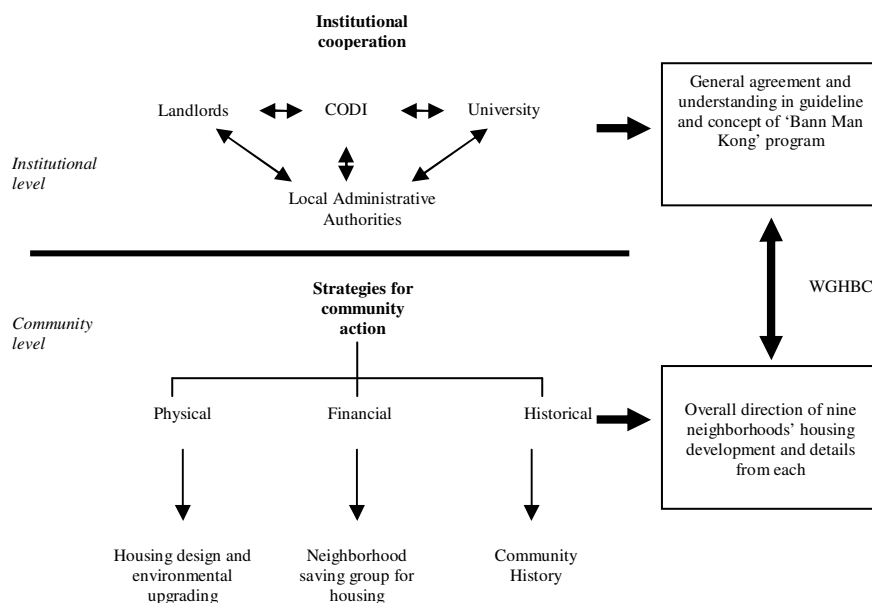 Institutional
cooperation
Landlords
CODI
University
Local Administrative
Authorities
Institutional
level
General agreement and
understanding in guideline
and concept of ‘Bann Man
Kong’ program
WGHBC
Community
level
Strategies for
community
action
Physical
Financial
Historical
Housing design and
environmental
upgrading
Neighborhood
saving group for
housing
Community
History
Overall direction of nine
neighborhoods’ housing
development and details
from each